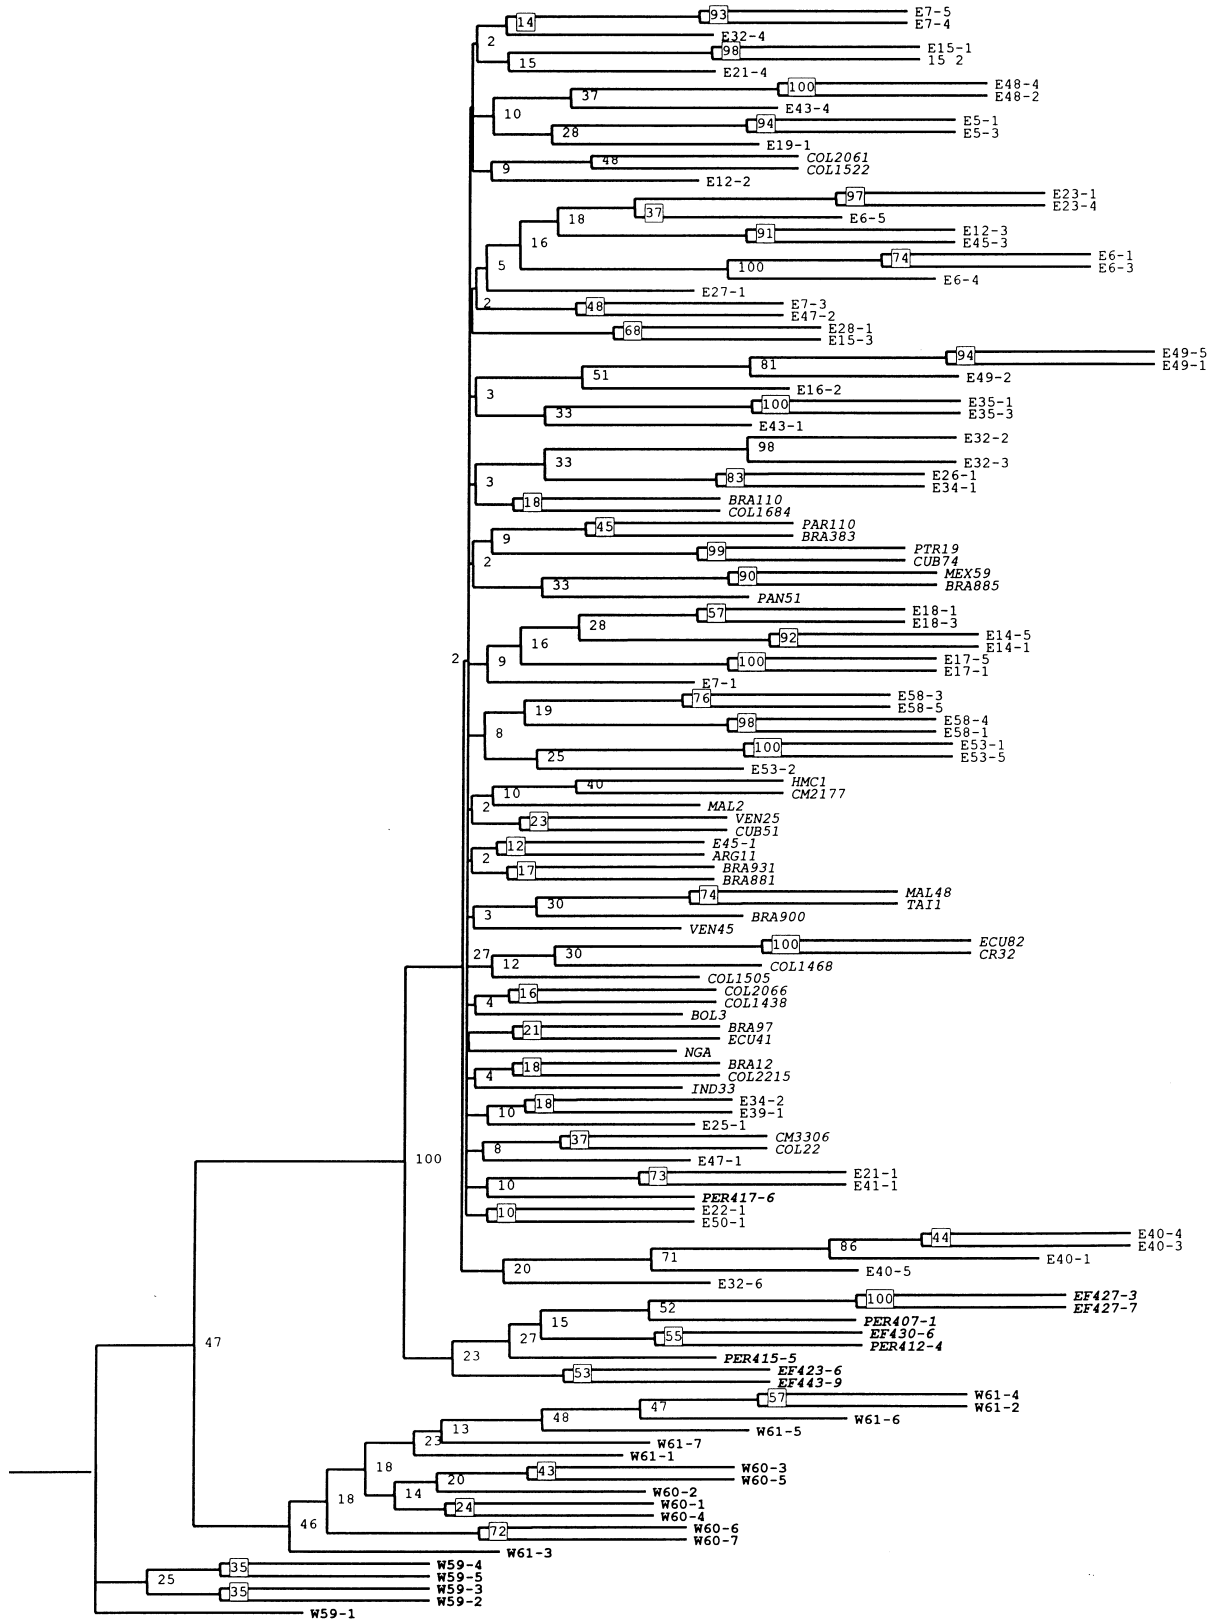 93 E7-5
14 E7-4
E32-4
2
98 E15-1
15 15 2
E21-4
100 E48-4
37 E48-2
E43-4
10
94 E5-1
28 E5-3
E19-1
48 COL2061
9 COL1522
E12-2
97 E23-1
E23-4
37 E6-5
18
91 E12-3
16 E45-3
74 E6-1
5 100 E6-3
E6-4
E27-1
2 48 E7-3
E47-2
68 E28-1
E15-3
94 E49-5
81 E49-1
51 E49-2
E16-2
3
100 E35-1
33 E35-3
E43-1
E32-2
98
33 E32-3
83 E26-1
3 E34-1
18 BRA110
COL1684
45 PAR110
9 BRA383
99 PTR19
2 CUB74
90 MEX59
33 BRA885
PAN51
57 E18-1
28 E18-3
92 E14-5
16 E14-1
2 9 100 E17-5
E17-1
E7-1
76 E58-3
19 E58-5
98 E58-4
8 E58-1
100 E53-1
25 E53-5
E53-2
40 HMC1
10 CM2177
2 MAL2
23 VEN25
CUB51
12 E45-1
2 ARG11
17 BRA931
BRA881
74 MAL48
30 TAI1
3 BRA900
VEN45
100 ECU82
27 30 CR32
12 COL1468
COL1505
16 COL2066
4 COL1438
BOL3
21 BRA97
ECU41
NGA
18 BRA12
4 COL2215
IND33
18 E34-2
10 E39-1
E25-1
37 CM3306
8 COL22
E47-1
100
73 E21-1
10 E41-1
PER417-6
10 E22-1
E50-1
44 E40-4
86 E40-3
71 E40-1
20 E40-5
E32-6
100 EF427-3
52 EF427-7
15 PER407-1
27 55 EF430-6
47 PER412-4
23 PER415-5
53 EF423-6
EF443-9
57 W61-4
47 W61-2
48 W61-6
13 W61-5
23 W61-7
W61-1
18 43 W60-3
20 W60-5
14 W60-2
18 24 W60-1
W60-4
46 72 W60-6
W60-7
W61-3
35 W59-4
25 W59-5
35 W59-3
W59-2
W59-1